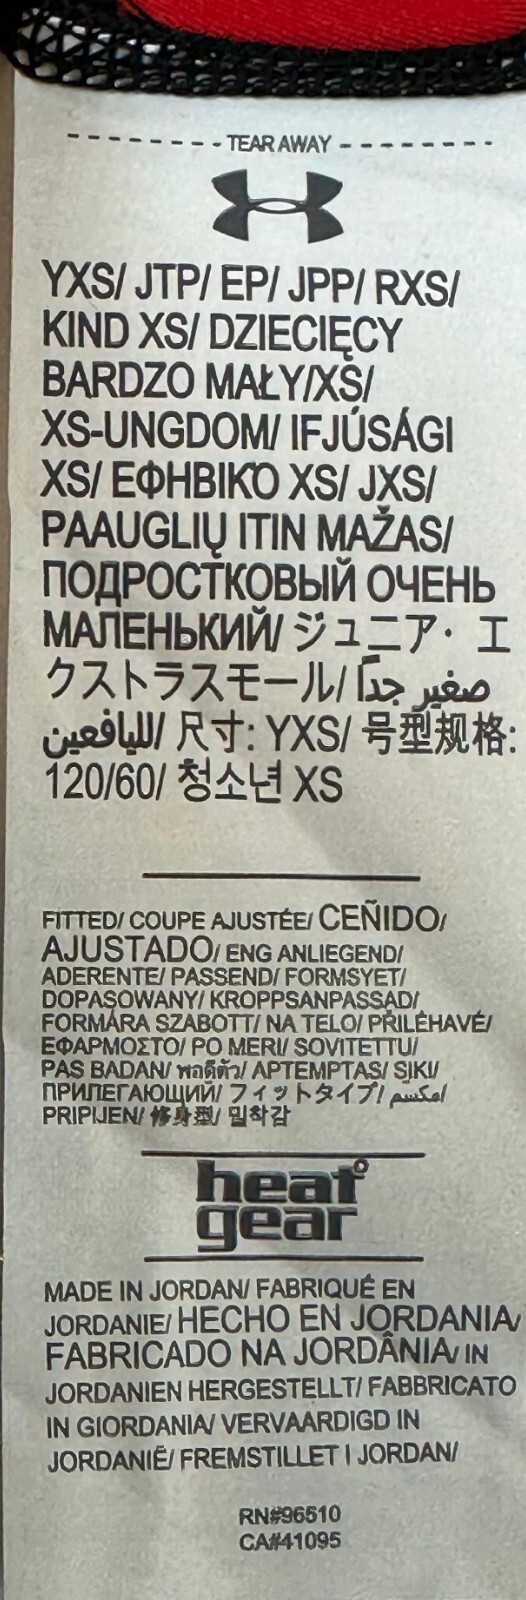 TEAR AWAY
YXS/ JTP/ EP/ JPP/ RXS/
KIND XS/ DZIECIĘCY
BARDZO MAŁY/XS/
XS-UNGDOM/ IFJÚSÁGI
XS/ ΕΦΗΒΙΚΌ XS/ JXS/
PAAUGLIŲ ITIN MAŽAS/
ПОДРОСТКОВЫЙ ОЧЕНЬ
МАЛЕНЬКИЙ/ ジュニア・エ
クストラスモール/ صغير جداً
لليافعين/ 尺寸: YXS/ 号型规格:
120/60/ 청소년 XS
FITTED/ COUPE AJUSTÉE/ CEÑIDO/
AJUSTADO/ ENG ANLIEGEND/
ADERENTE/ PASSEND/ FORMSYET/
DOPASOWANY/ KROPPSANPASSAD/
FORMÁRA SZABOTT/ NA TELO/ PŘILÉHAVÉ/
ΕΦΑΡΜΟΣΤΟ/ PO MERI/ SOVITETTU/
PAS BADAN/ พอดีตัว/ APTEMPTAS/ SIKI/
ПРИЛЕГАЮЩИЙ/ フィットタイプ/ مكسم/
PRIPIJEN/ 修身型/ 밀착감
heat
gear
MADE IN JORDAN/ FABRIQUÉ EN
JORDANIE/ HECHO EN JORDANIA/
FABRICADO NA JORDÂNIA/ IN
JORDANIEN HERGESTELLT/ FABBRICATO
IN GIORDANIA/ VERVAARDIGD IN
JORDANIË/ FREMSTILLET I JORDAN/
RN#96510
CA#41095